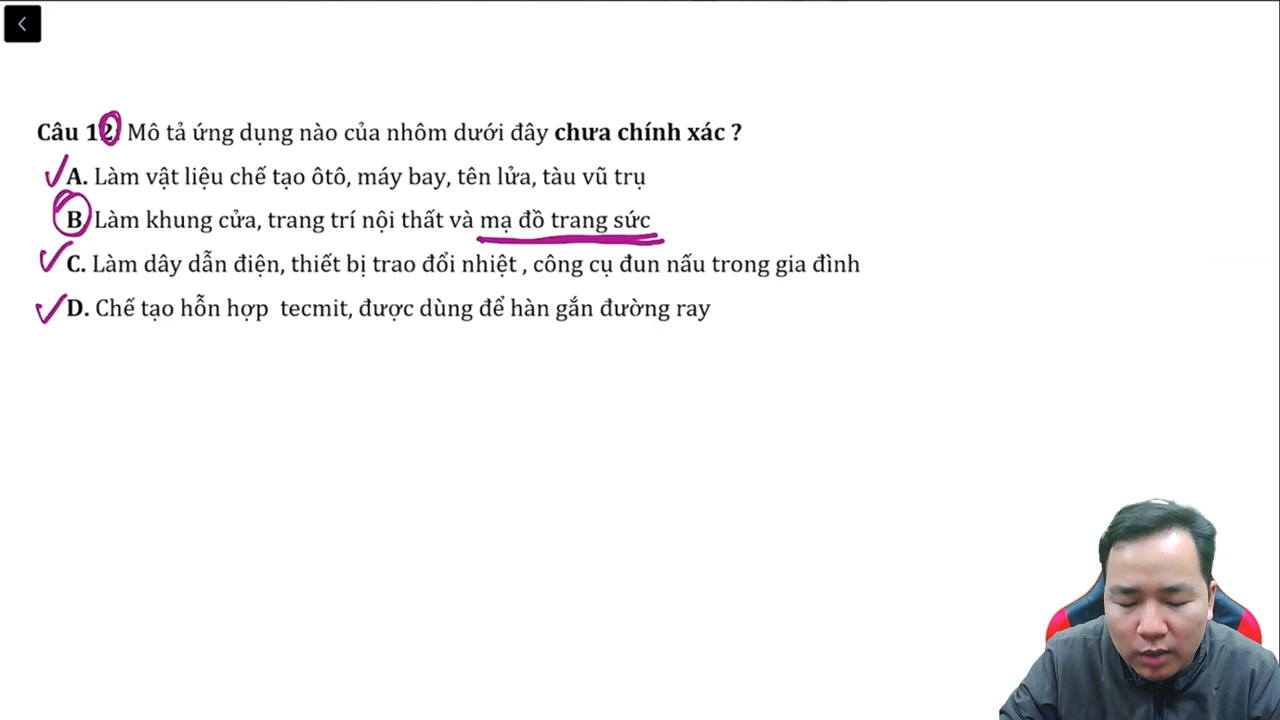 Câu 12. Mô tả ứng dụng nào của nhôm dưới đây chưa chính xác ?
A. Làm vật liệu chế tạo ôtô, máy bay, tên lửa, tàu vũ trụ
B. Làm khung cửa, trang trí nội thất và mạ đồ trang sức
C. Làm dây dẫn điện, thiết bị trao đổi nhiệt , công cụ đun nấu trong gia đình
D. Chế tạo hỗn hợp  tecmit, được dùng để hàn gắn đường ray